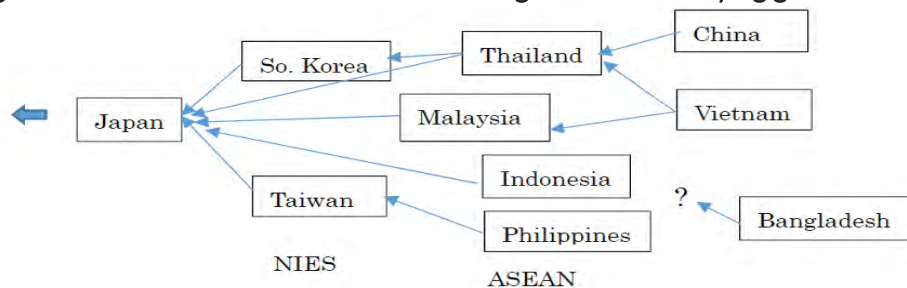 China
Thailand
So. Korea
Japan
Malaysia
Vietnam
Indonesia
Taiwan
?
Bangladesh
Philippines
NIES
ASEAN